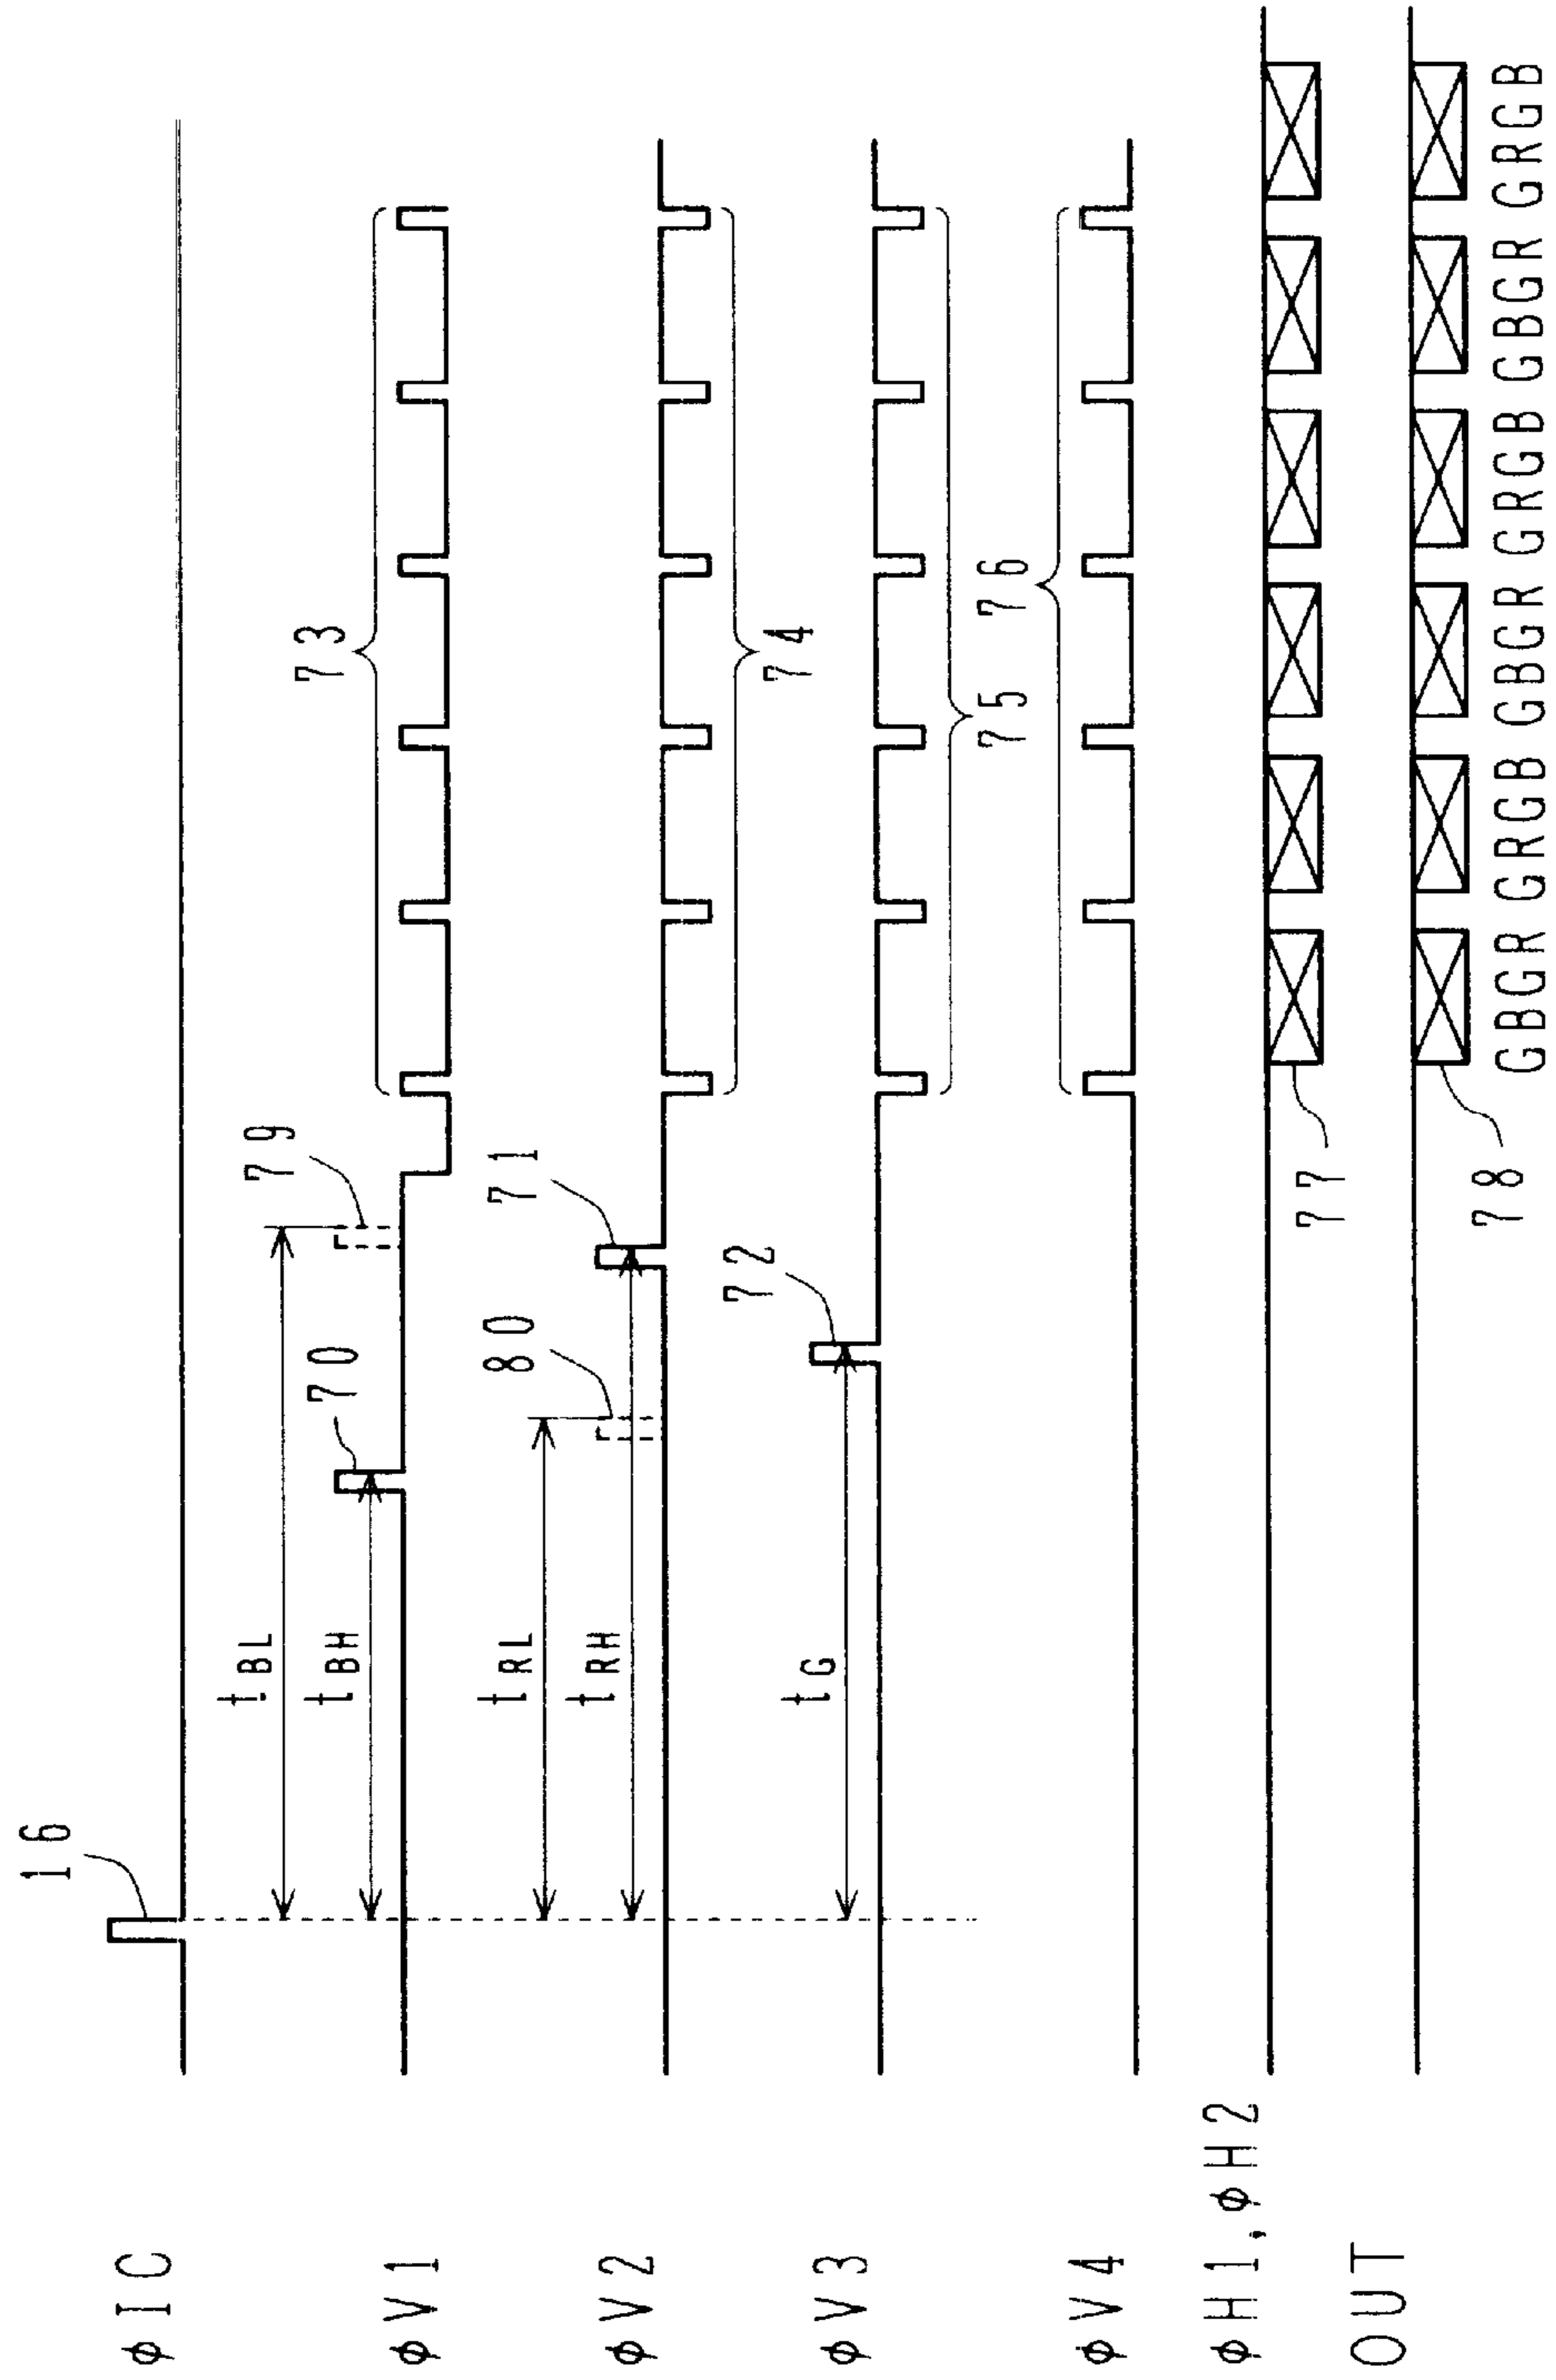 16
φIC
tBL
79
tBH
70
73
φV1
tRL
80
tRH
71
74
φV2
tG
72
75
φV3
76
φV4
77
φH1,φH2
78
OUT
GBGR GRGB GBGR GRGB GBGR GRGB